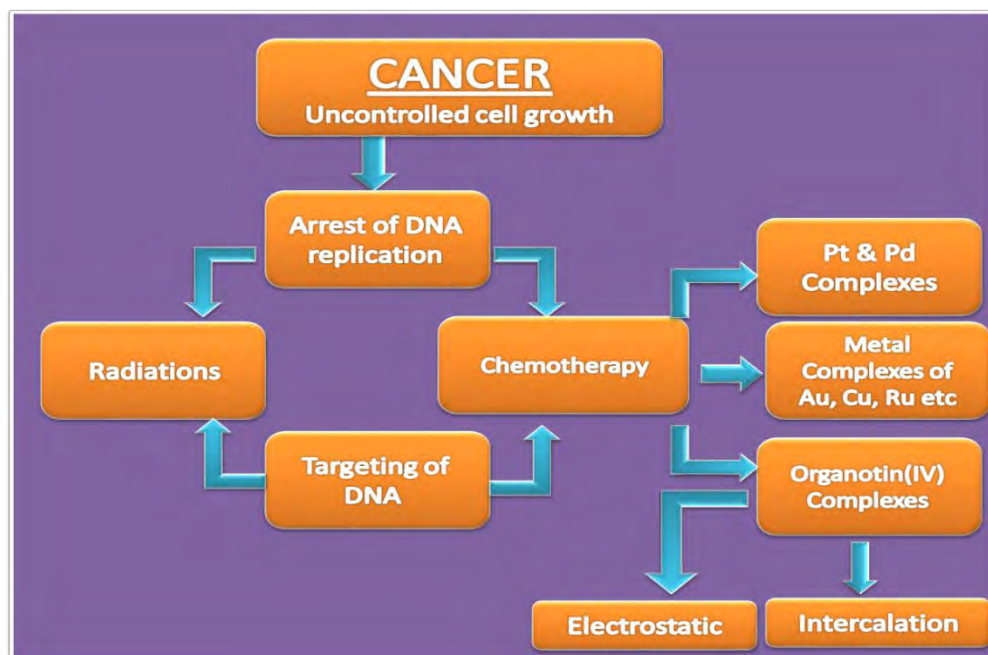 CANCER
Uncontrolled cell growth
Arrest of DNA
replication
Pt & Pd
Complexes
Radiations
Chemotherapy
Metal
Complexes of
Au, Cu, Ru etc
Targeting of
DNA
Organotin(IV)
Complexes
Electrostatic
Intercalation